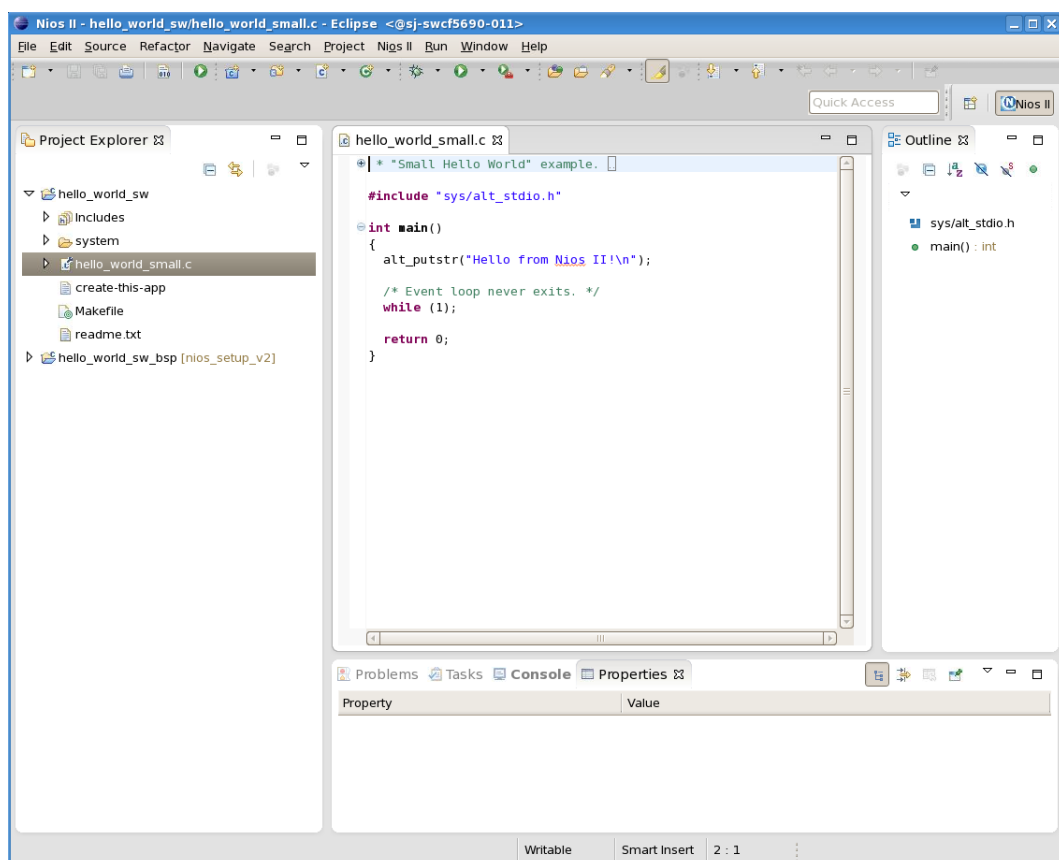 Nios II - hello_world_sw/hello_world_small.c - Eclipse <@sj-swcf5690-011>
File Edit Source Refactor Navigate Search Project Nios II Run Window Help
Quick Access
Nios II
Project Explorer
hello_world_sw
Includes
system
hello_world_small.c
create-this-app
Makefile
readme.txt
hello_world_sw_bsp [nios_setup_v2]
hello_world_small.c
* "Small Hello World" example.
#include "sys/alt_stdio.h"
int main()
{
alt_putstr("Hello from Nios II!\n");
/* Event loop never exits. */
while (1);
return 0;
}
Outline
sys/alt_stdio.h
main() : int
Problems Tasks Console Properties
Property Value
Writable Smart Insert 2 : 1